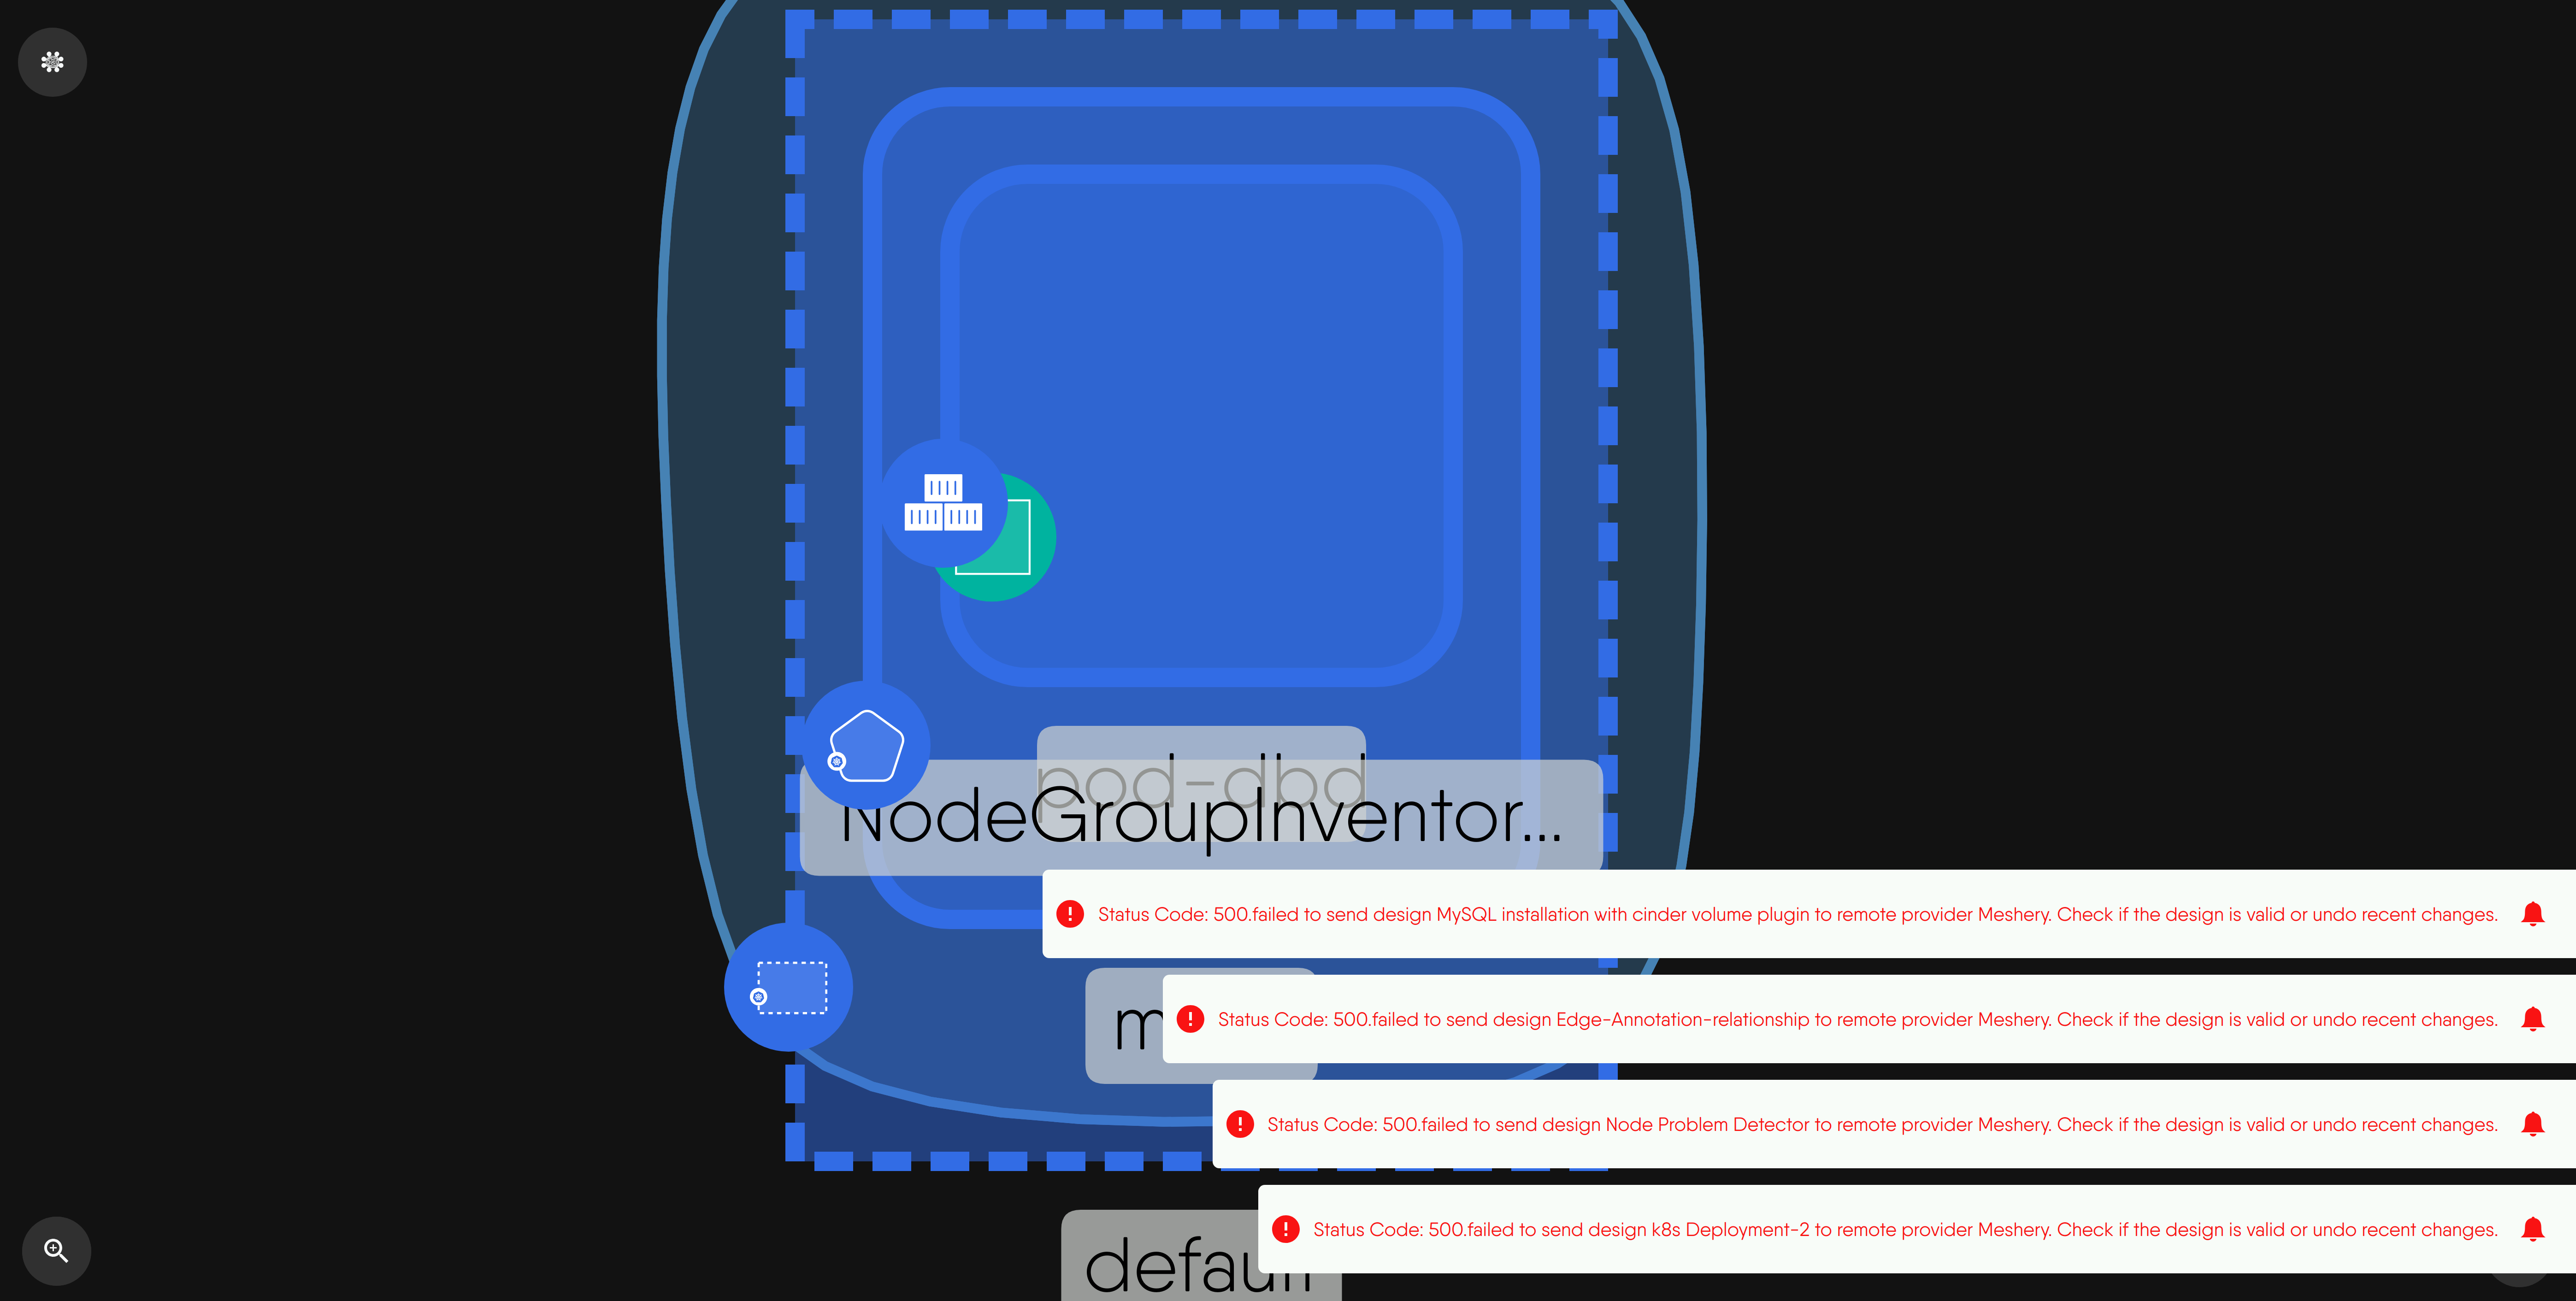 pod-dbd
NodeGroupInventor...
Status Code: 500.failed to send design MySQL installation with cinder volume plugin to remote provider Meshery. Check if the design is valid or undo recent changes.
Status Code: 500.failed to send design Edge-Annotation-relationship to remote provider Meshery. Check if the design is valid or undo recent changes.
Status Code: 500.failed to send design Node Problem Detector to remote provider Meshery. Check if the design is valid or undo recent changes.
Status Code: 500.failed to send design k8s Deployment-2 to remote provider Meshery. Check if the design is valid or undo recent changes.
default